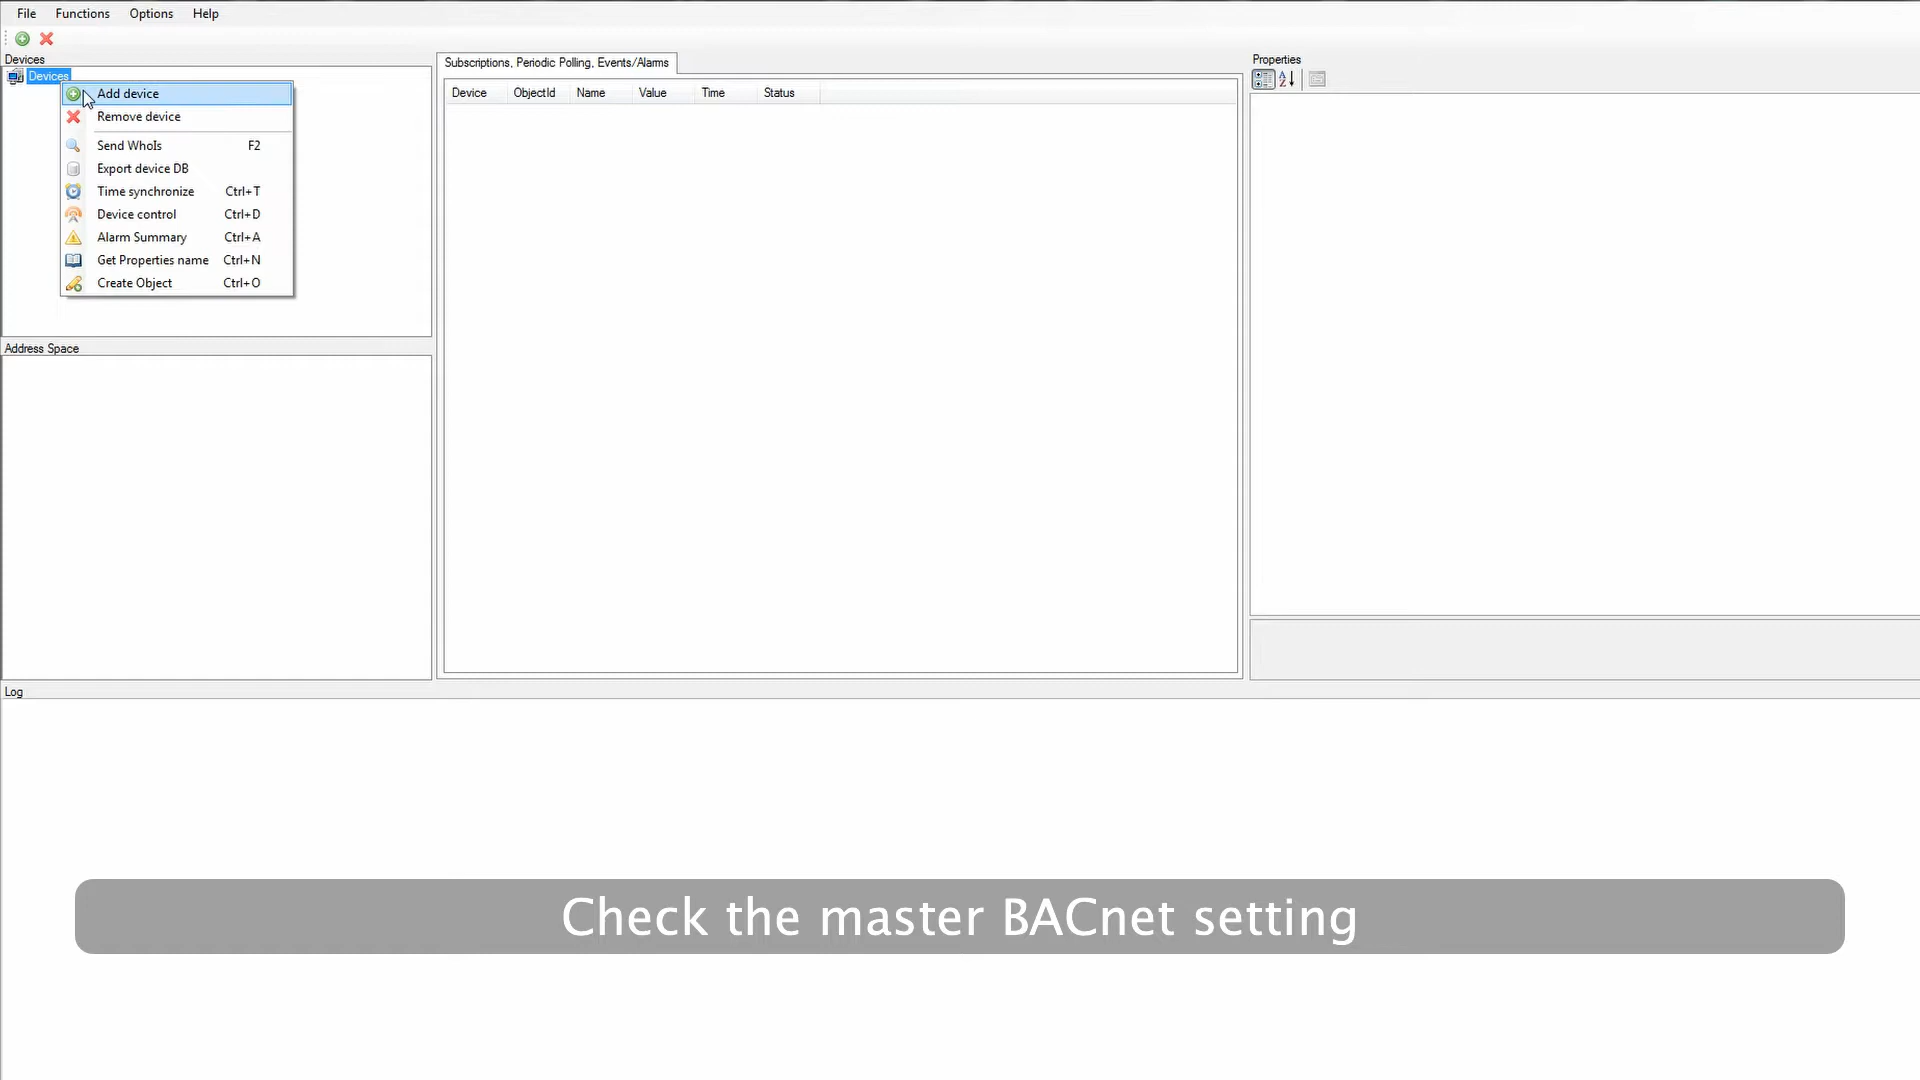 File Functions Options Help
Devices
Devices
Add device
Remove device
Send WhoIs F2
Export device DB
Time synchronize Ctrl+T
Device control Ctrl+D
Alarm Summary Ctrl+A
Get Properties name Ctrl+N
Create Object Ctrl+O
Address Space
Subscriptions, Periodic Polling, Events/Alarms
Device ObjectId Name Value Time Status
Properties
Log
Check the master BACnet setting